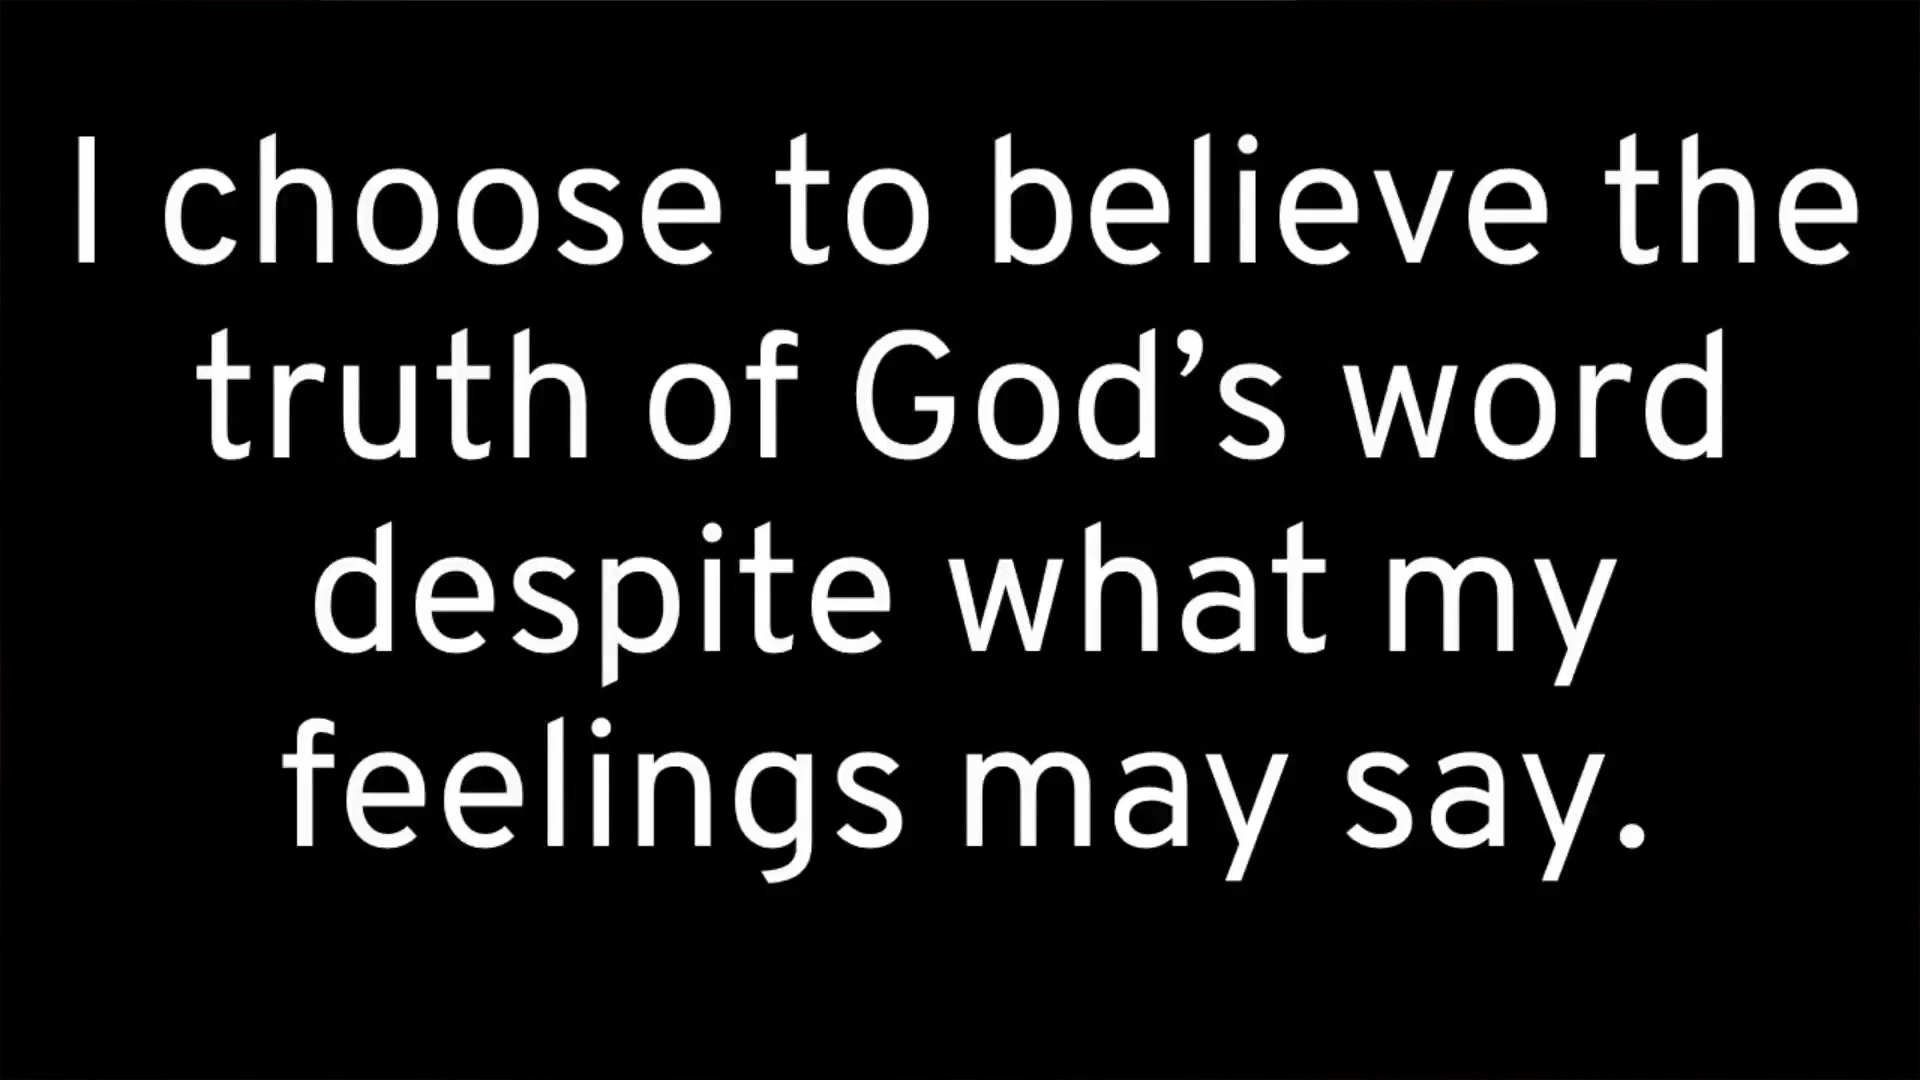 I choose to believe the
truth of God’s word
despite what my
feelings may say.